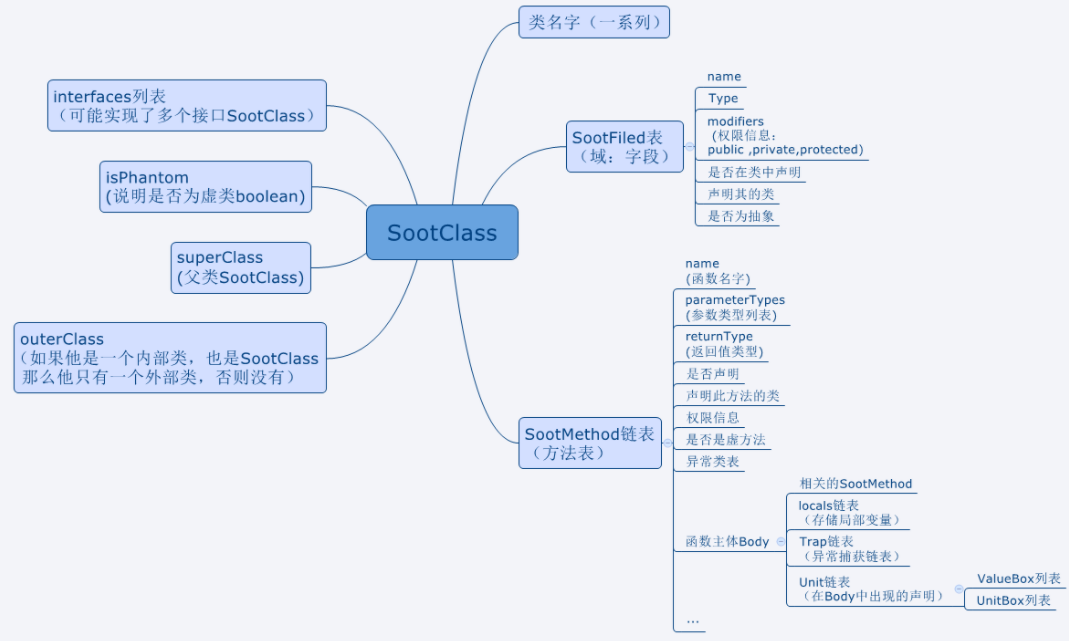 类名字（一系列）
interfaces列表
（可能实现了多个接口SootClass）
isPhantom
(说明是否为虚类boolean)
superClass
(父类SootClass)
outerClass
（如果他是一个内部类，也是SootClass
那么他只有一个外部类，否则没有）
SootClass
SootFiled表
（域：字段）
name
Type
modifiers
(权限信息：
public ,private,protected)
是否在类中声明
声明其的类
是否为抽象
SootMethod链表
（方法表）
name
(函数名字)
parameterTypes
(参数类型列表)
returnType
(返回值类型)
是否声明
声明此方法的类
权限信息
是否是虚方法
异常类表
函数主体Body
相关的SootMethod
locals链表
（存储局部变量）
Trap链表
（异常捕获链表）
Unit链表
（在Body中出现的声明）
ValueBox列表
UnitBox列表
...